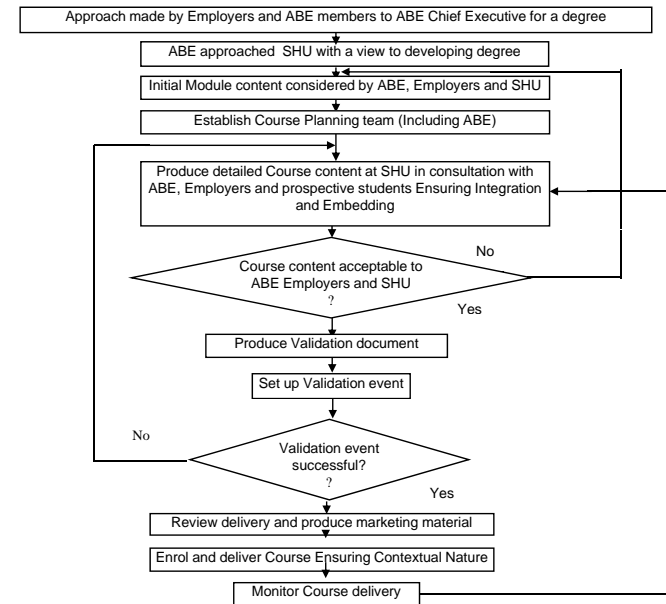 Approach made by Employers and ABE members to ABE Chief Executive for a degree
ABE approached SHU with a view to developing degree
Initial Module content considered by ABE, Employers and SHU
Establish Course Planning team (Including ABE)
Produce detailed Course content at SHU in consultation with
ABE, Employers and prospective students Ensuring Integration
and Embedding
No
Course content acceptable to
ABE Employers and SHU
?
Yes
Produce Validation document
Set up Validation event
No
Validation event
successful?
?
Yes
Review delivery and produce marketing material
Enrol and deliver Course Ensuring Contextual Nature
Monitor Course delivery